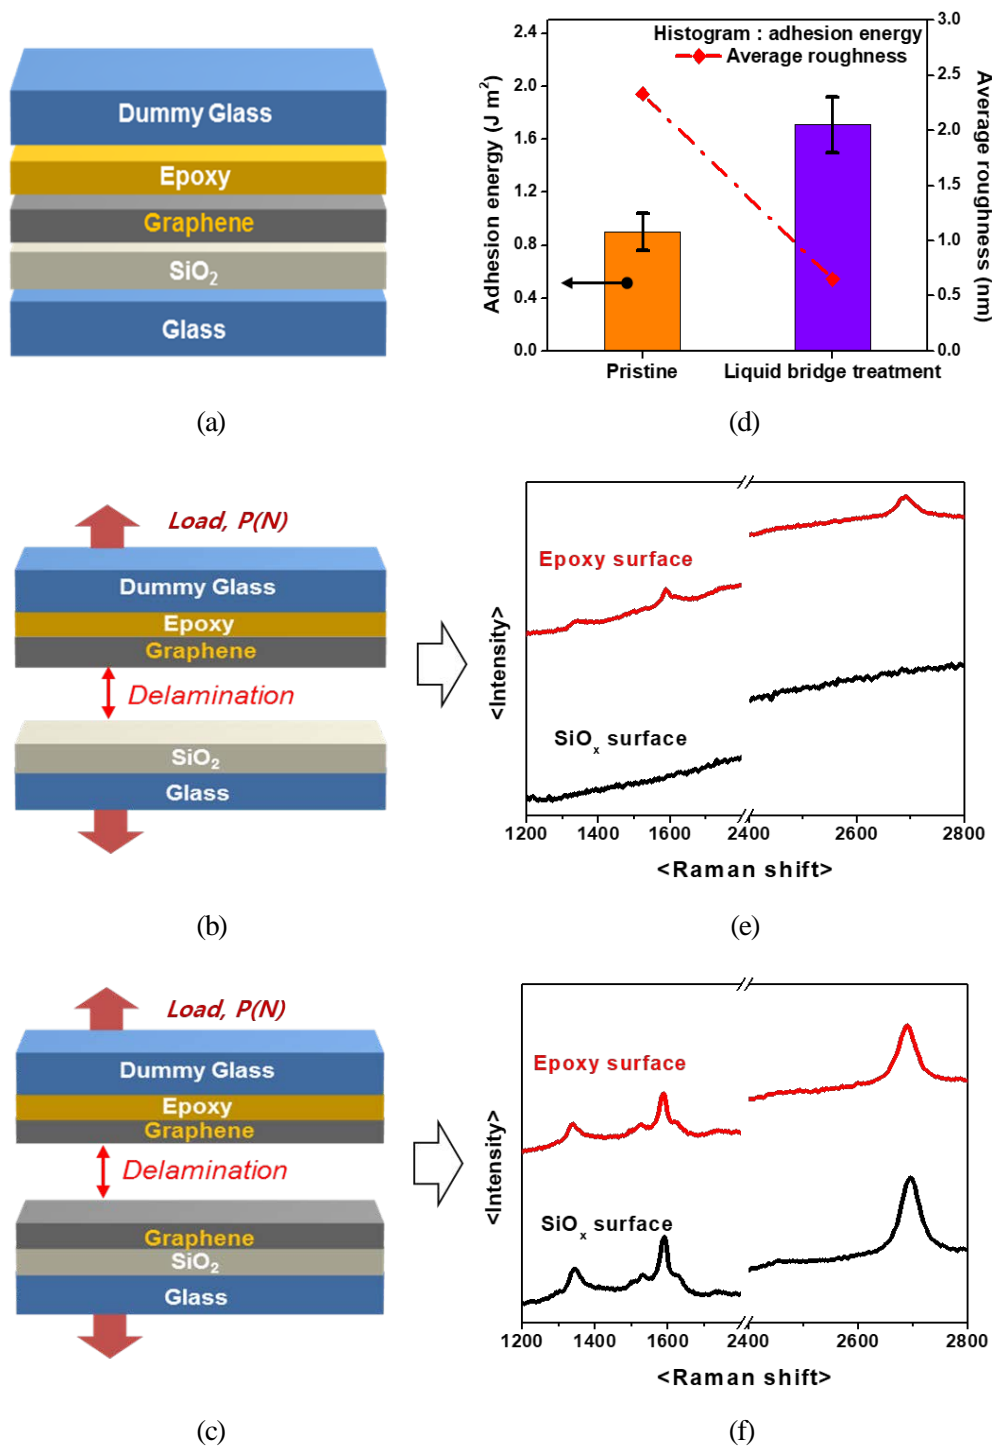 Dummy Glass
Epoxy
Graphene
SiO₂
Glass
(a)
Histogram : adhesion energy
Average roughness
Adhesion energy (J m²)
2.4
2.0
1.6
1.2
0.8
0.4
0.0
3.0
2.5
2.0
1.5
1.0
0.5
0.0
Average roughness (nm)
Pristine
Liquid bridge treatment
(d)
Load, P(N)
Dummy Glass
Epoxy
Graphene
Delamination
SiO₂
Glass
(b)
Epoxy surface
SiOₓ surface
<Intensity>
1200 1400 1600 2400 2600 2800
<Raman shift>
(e)
Load, P(N)
Dummy Glass
Epoxy
Graphene
Delamination
Graphene
SiO₂
Glass
(c)
Epoxy surface
SiOₓ surface
<Intensity>
1200 1400 1600 2400 2600 2800
<Raman shift>
(f)